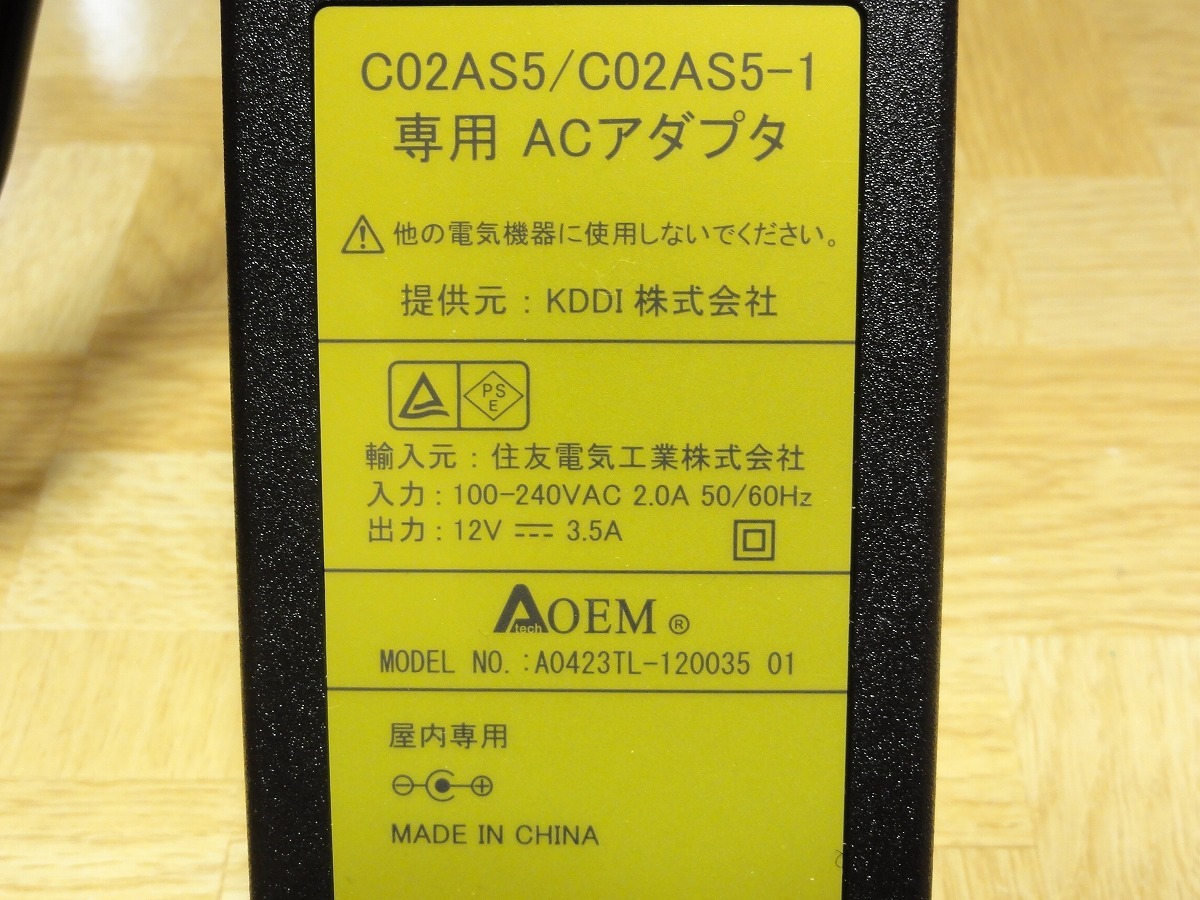 C02AS5/C02AS5-1
専用 ACアダプタ
他の電気機器に使用しないでください。
提供元：KDDI 株式会社
PS
E
輸入元：住友電気工業株式会社
入力：100-240VAC 2.0A 50/60Hz
出力：12V ⎓ 3.5A
Atech OEM ®
MODEL NO.:A0423TL-120035 01
屋内専用
MADE IN CHINA